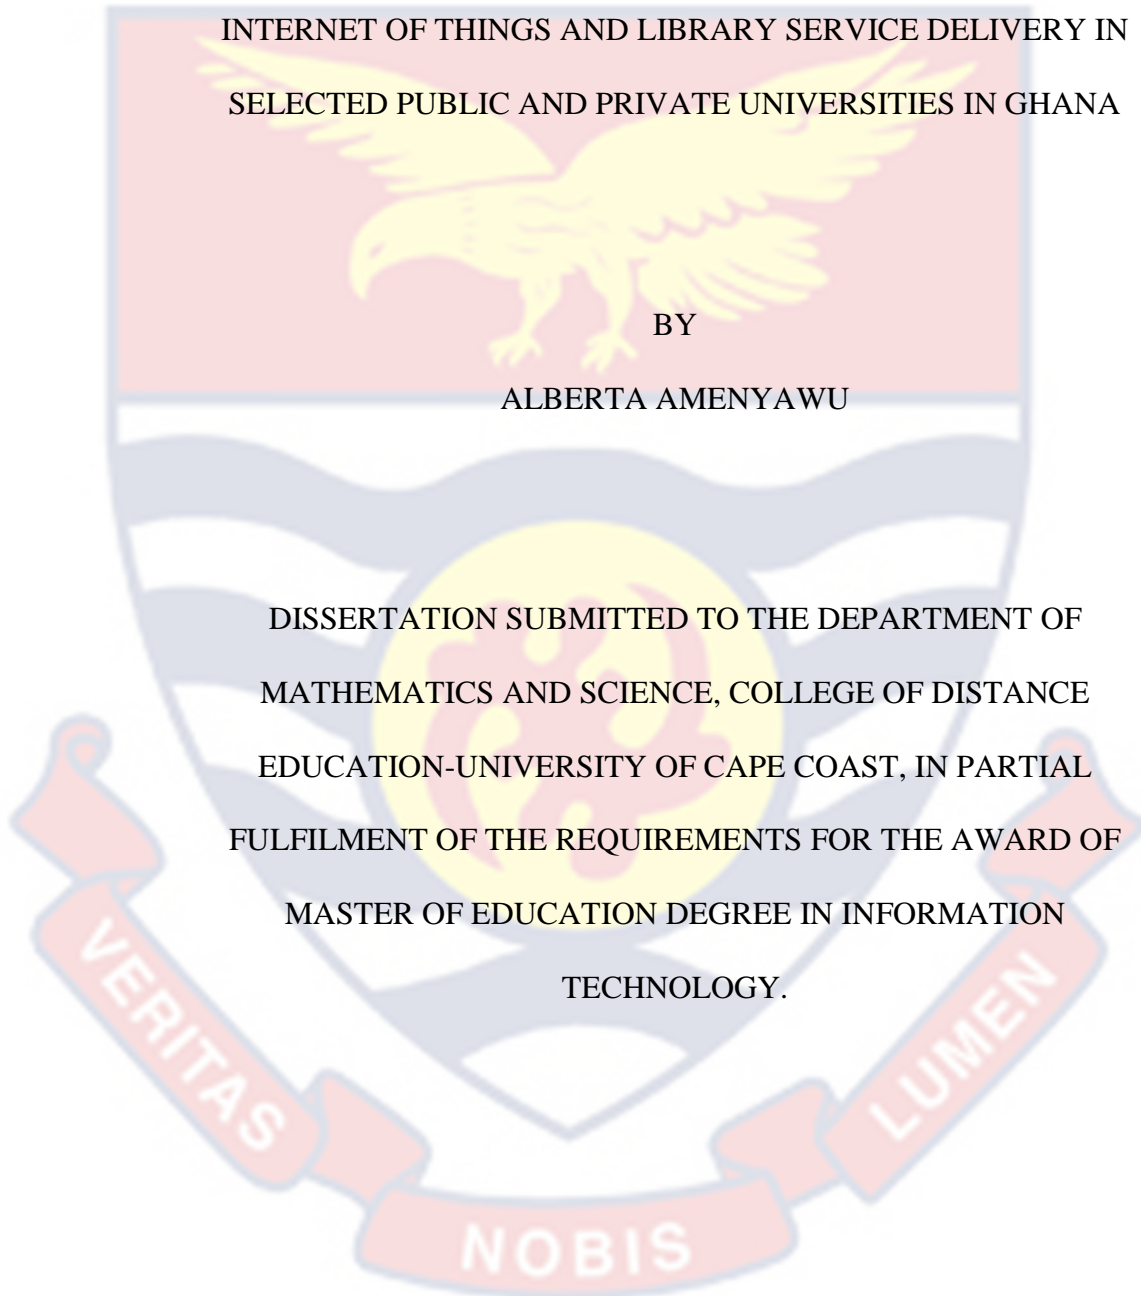 INTERNET OF THINGS AND LIBRARY SERVICE DELIVERY IN
SELECTED PUBLIC AND PRIVATE UNIVERSITIES IN GHANA
BY
ALBERTA AMENYAWU
DISSERTATION SUBMITTED TO THE DEPARTMENT OF
MATHEMATICS AND SCIENCE, COLLEGE OF DISTANCE
EDUCATION-UNIVERSITY OF CAPE COAST, IN PARTIAL
FULFILMENT OF THE REQUIREMENTS FOR THE AWARD OF
MASTER OF EDUCATION DEGREE IN INFORMATION
TECHNOLOGY.
VERITAS
NOBIS
LUMEN